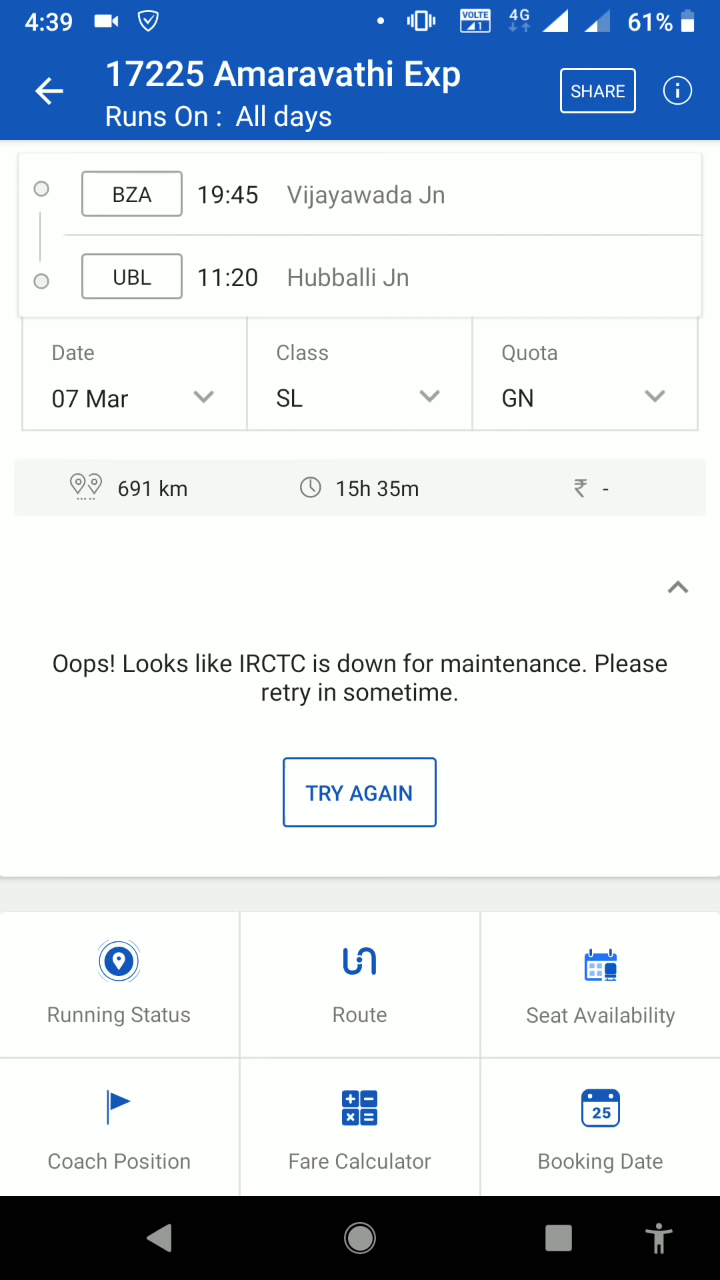 4:39 VOLTE 1 4G 61%
17225 Amaravathi Exp
Runs On : All days
SHARE
BZA 19:45 Vijayawada Jn
UBL 11:20 Hubballi Jn
Date Class Quota
07 Mar SL GN
691 km 15h 35m ₹ -
Oops! Looks like IRCTC is down for maintenance. Please
retry in sometime.
TRY AGAIN
Running Status Route Seat Availability
25
Coach Position Fare Calculator Booking Date